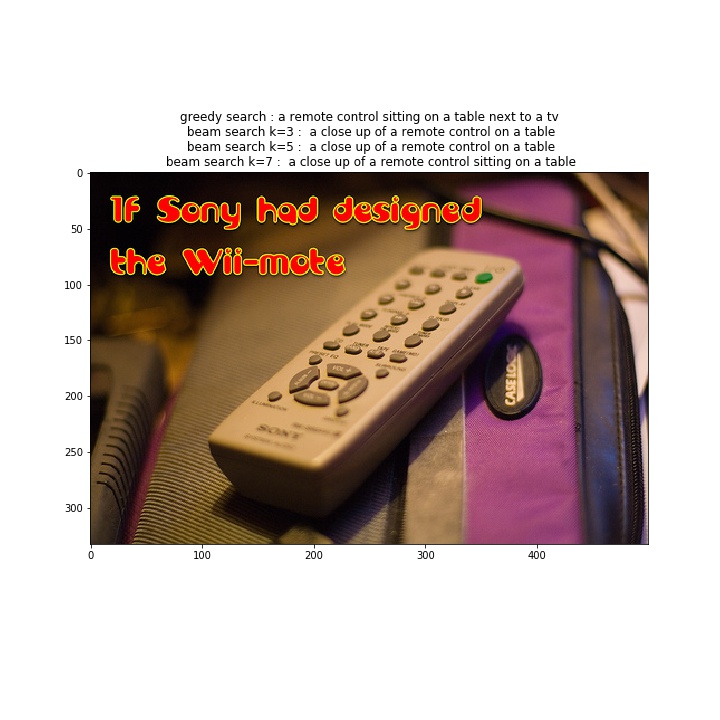 greedy search : a remote control sitting on a table next to a tv
beam search k=3 :  a close up of a remote control on a table
beam search k=5 :  a close up of a remote control on a table
beam search k=7 :  a close up of a remote control sitting on a table
If Sony had designed
the Wii-mote
CASE LOGIC
SONY
0
50
100
150
200
250
300
0 100 200 300 400